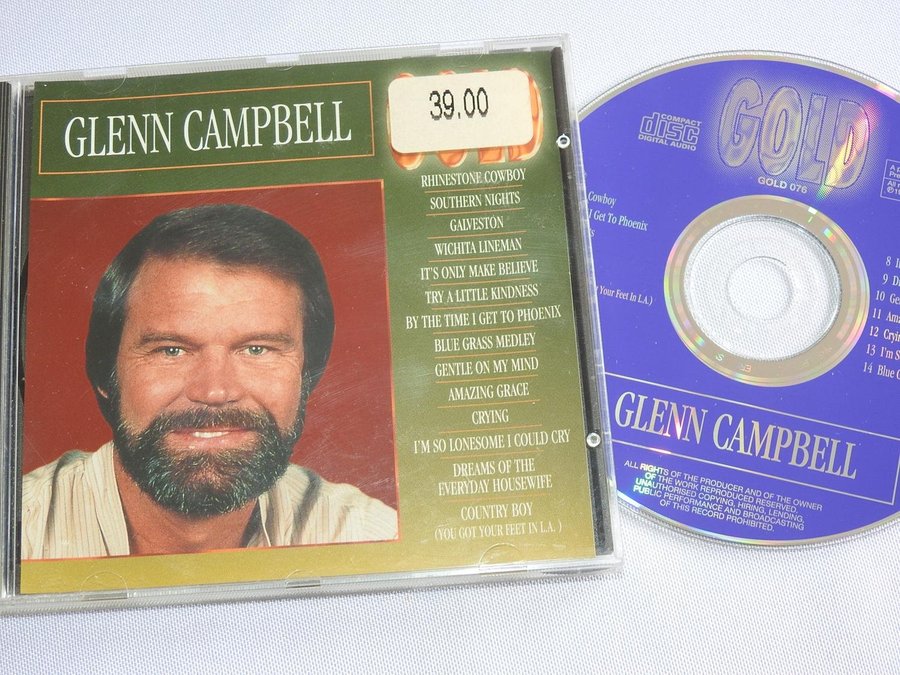 GLENN CAMPBELL
39.00
RHINESTONE COWBOY
SOUTHERN NIGHTS
GALVESTON
WICHITA LINEMAN
IT'S ONLY MAKE BELIEVE
TRY A LITTLE KINDNESS
BY THE TIME I GET TO PHOENIX
BLUE GRASS MEDLEY
GENTLE ON MY MIND
AMAZING GRACE
CRYING
I'M SO LONESOME I COULD CRY
DREAMS OF THE
EVERYDAY HOUSEWIFE
COUNTRY BOY
(YOU GOT YOUR FEET IN L.A. )
COMPACT
disc
DIGITAL AUDIO
GOLD
GOLD 076
Cowboy
I Get To Phoenix
Your Feet In L.A.)
8
9
10
11
12
13 I'm
14 Blue
GLENN CAMPBELL
ALL RIGHTS OF THE PRODUCER AND OF THE OWNER
OF THE WORK REPRODUCED RESERVED.
UNAUTHORISED COPYING, HIRING, LENDING,
PUBLIC PERFORMANCE AND BROADCASTING
OF THIS RECORD PROHIBITED.